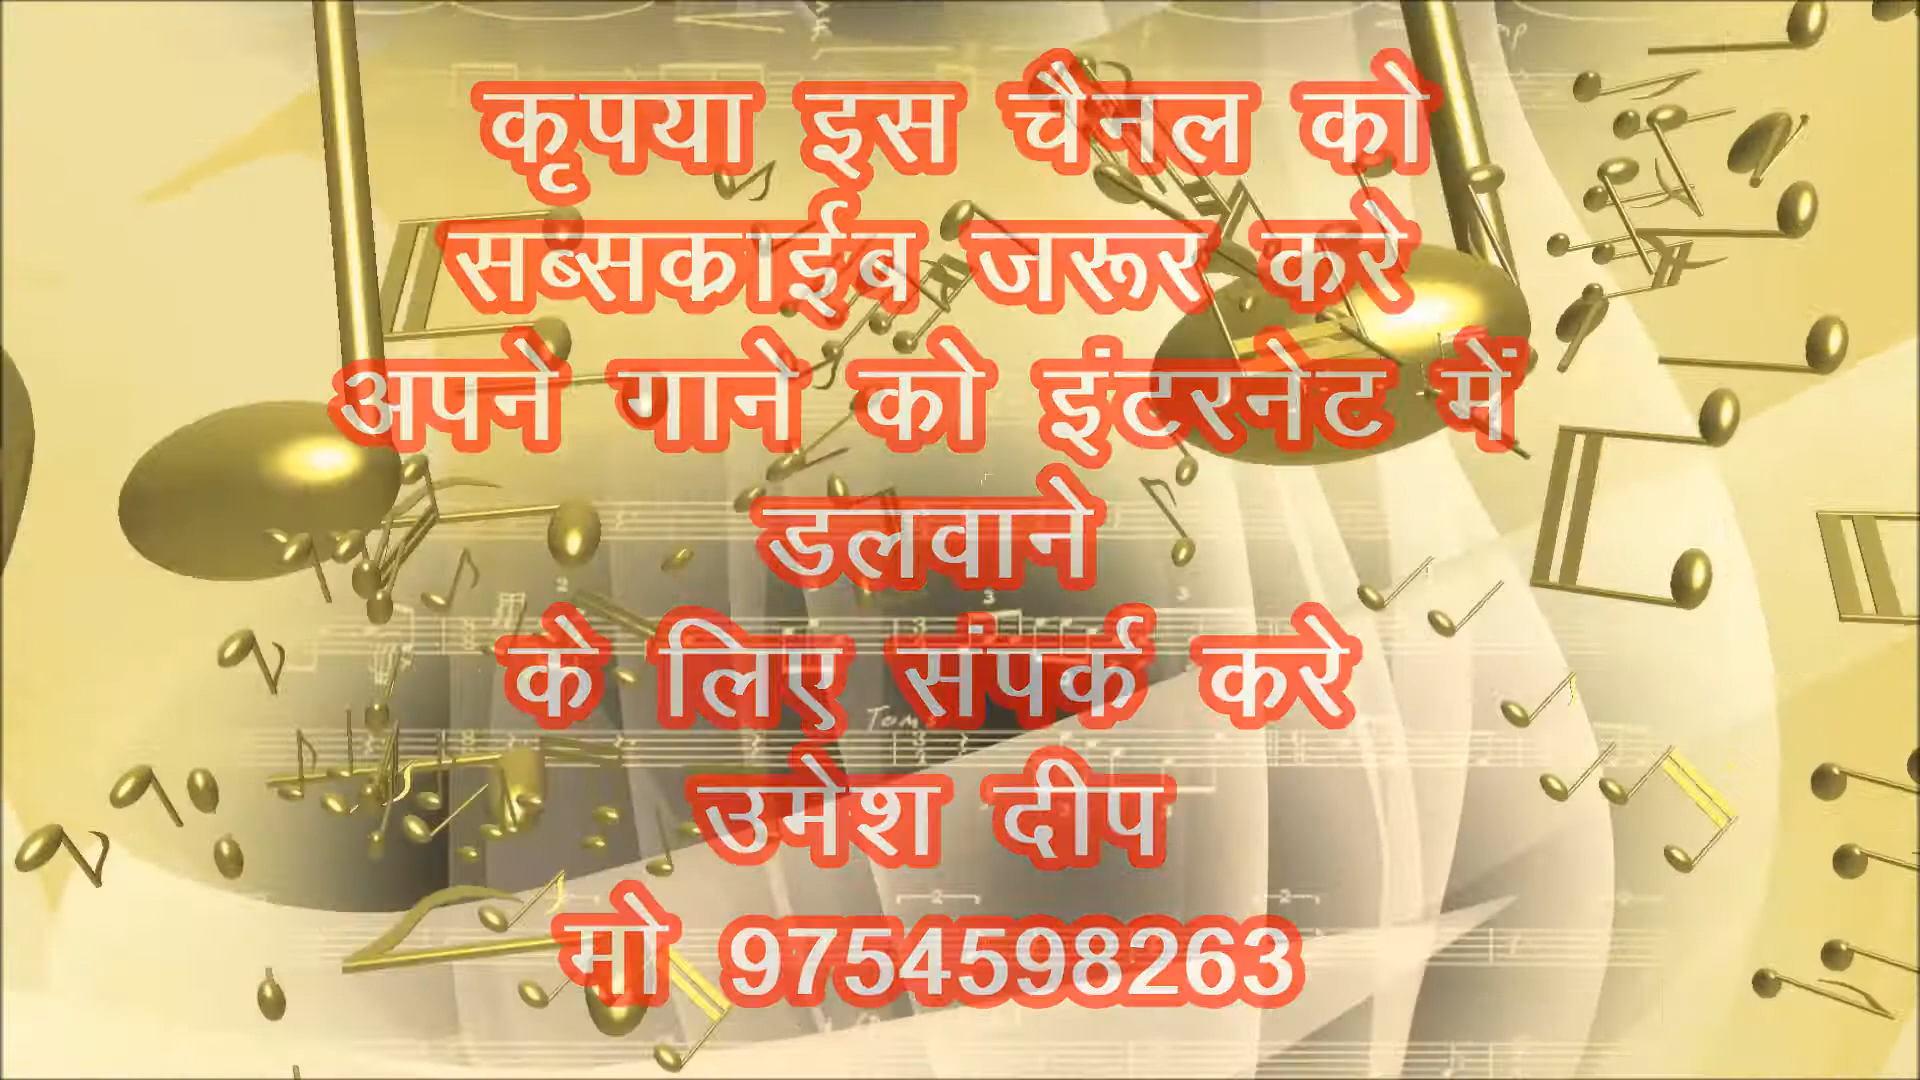 कृपया इस चैनल को
सब्सक्राईब जरूर करे
अपने गाने को इंटरनेट में
डलवाने
के लिए संपर्क करे
उमेश दीप
मो 9754598263